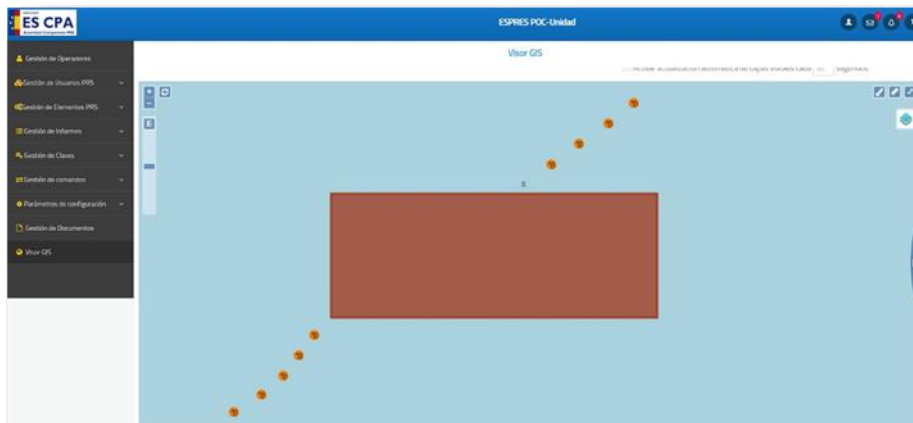 ES CPA
ESPRES POC-Unidad
Visor GIS
Gestión de Operadores
Gestión de Usuarios PRS
Gestión de Elementos PRS
Gestión de Informes
Gestión de Claves
Gestión de comandos
Parámetros de configuración
Gestión de Documentos
Visor GIS